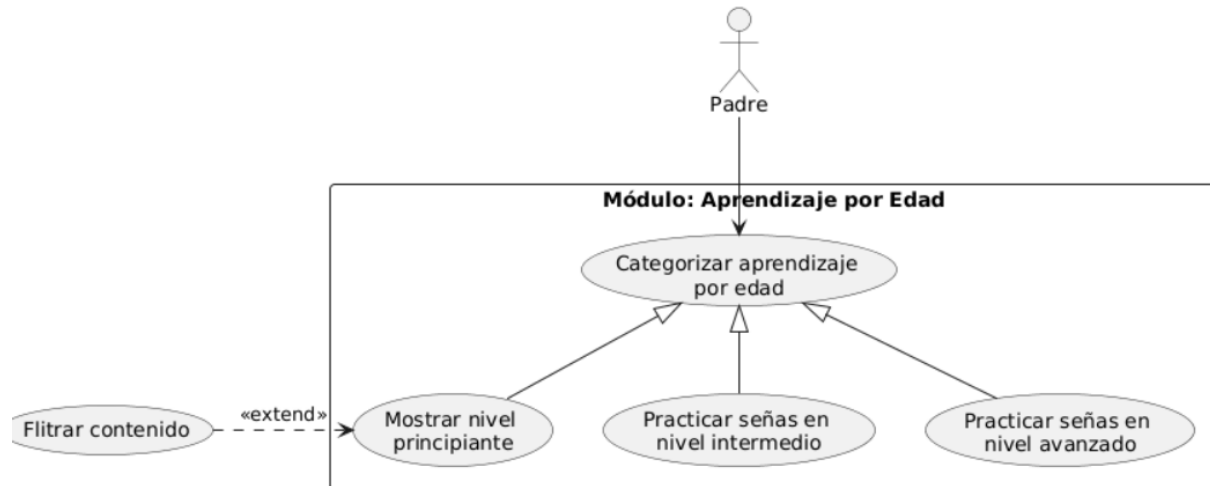 Padre
Módulo: Aprendizaje por Edad
Categorizar aprendizaje
por edad
«extend»
Flitrar contenido
Mostrar nivel
principiante
Practicar señas en
nivel intermedio
Practicar señas en
nivel avanzado